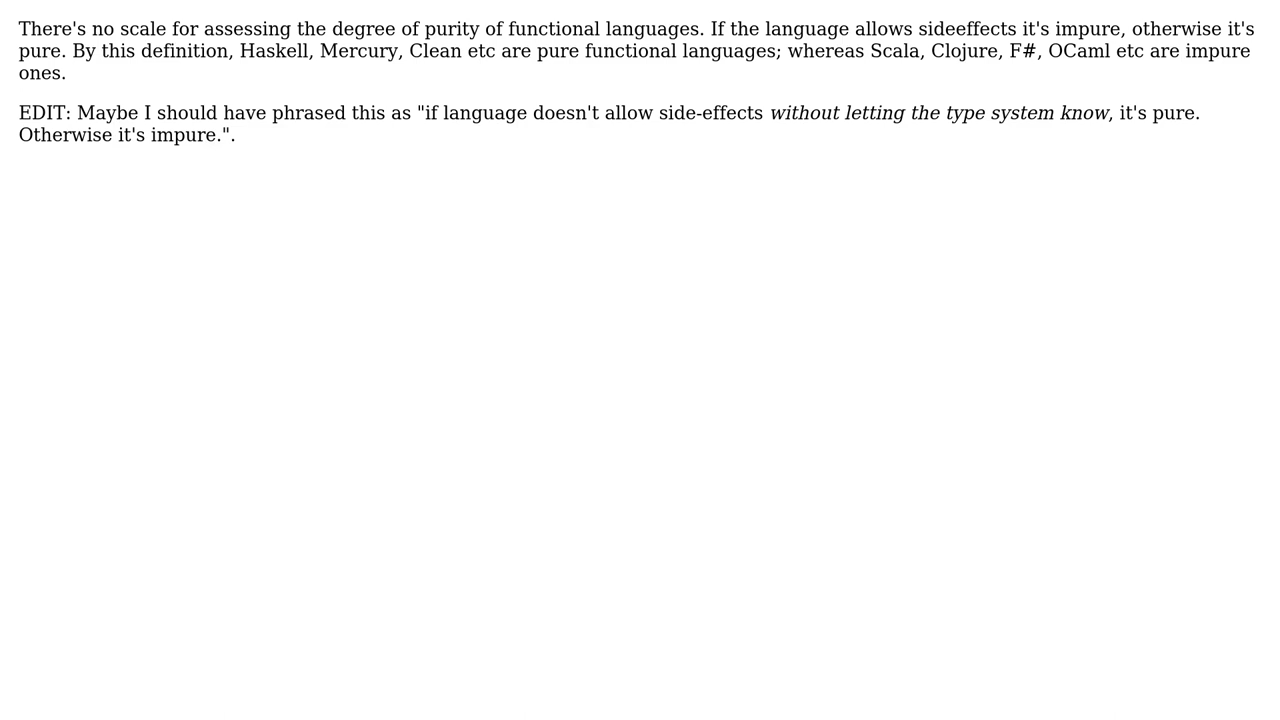 There's no scale for assessing the degree of purity of functional languages. If the language allows sideeffects it's impure, otherwise it's
pure. By this definition, Haskell, Mercury, Clean etc are pure functional languages; whereas Scala, Clojure, F#, OCaml etc are impure
ones.
EDIT: Maybe I should have phrased this as "if language doesn't allow side-effects without letting the type system know, it's pure.
Otherwise it's impure.".